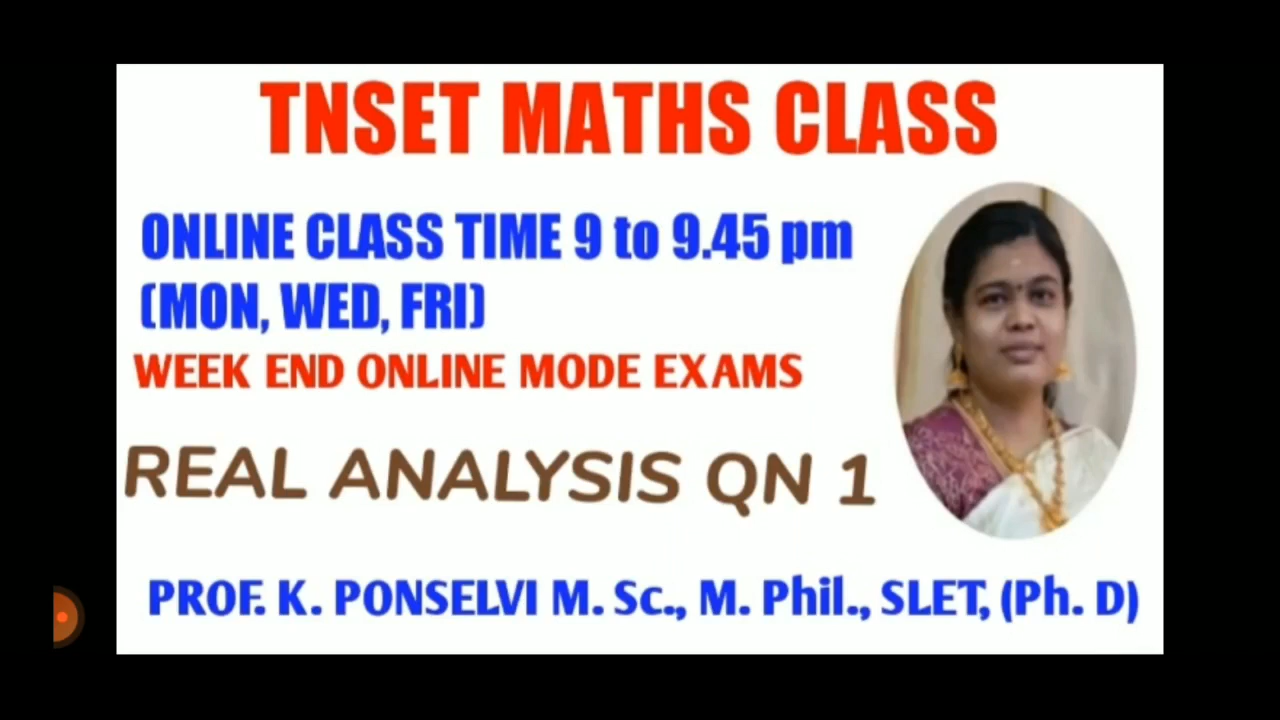 TNSET MATHS CLASS
ONLINE CLASS TIME 9 to 9.45 pm
(MON, WED, FRI)
WEEK END ONLINE MODE EXAMS
REAL ANALYSIS QN 1
PROF. K. PONSELVI M. Sc., M. Phil., SLET, (Ph. D)